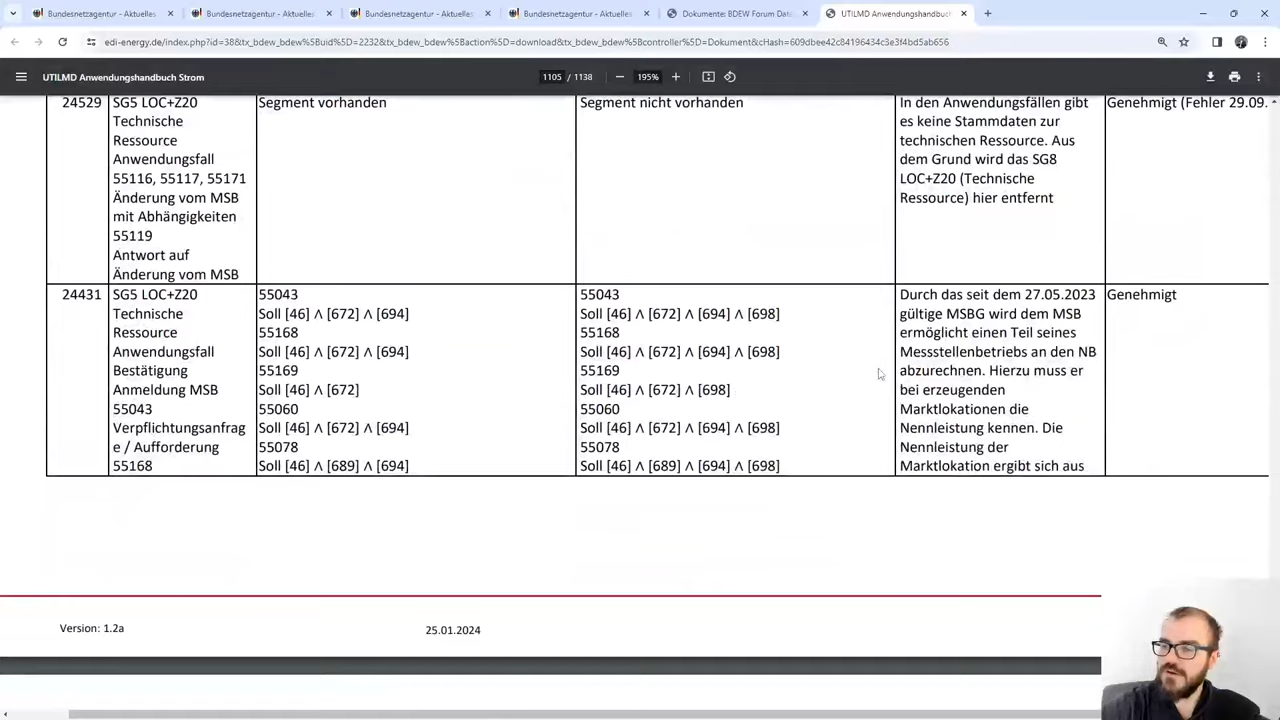 Bundesnetzagentur - Aktuelles
Bundesnetzagentur - Aktuelles
Bundesnetzagentur - Aktuelles
Bundesnetzagentur - Aktuelles
Dokumente: BDEW Forum Date
UTILMD Anwendungshandbuch
edi-energy.de/index.php?id=38&tx_bdew_bdew%5Buid%5D=2232&tx_bdew_bdew%5Baction%5D=download&tx_bdew_bdew%5Bcontroller%5D=Dokument&cHash=609dbee42c84196434c3e3f4bd5ab656
UTILMD Anwendungshandbuch Strom
1105 / 1138
195%
24529
SG5 LOC+Z20
Technische
Ressource
Anwendungsfall
55116, 55117, 55171
Änderung vom MSB
mit Abhängigkeiten
55119
Antwort auf
Änderung vom MSB
Segment vorhanden
Segment nicht vorhanden
In den Anwendungsfällen gibt
es keine Stammdaten zur
technischen Ressource. Aus
dem Grund wird das SG8
LOC+Z20 (Technische
Ressource) hier entfernt
Genehmigt (Fehler 29.09.
24431
SG5 LOC+Z20
Technische
Ressource
Anwendungsfall
Bestätigung
Anmeldung MSB
55043
Verpflichtungsanfrag
e / Aufforderung
55168
55043
Soll [46] ∧ [672] ∧ [694]
55168
Soll [46] ∧ [672] ∧ [694]
55169
Soll [46] ∧ [672]
55060
Soll [46] ∧ [672] ∧ [694]
55078
Soll [46] ∧ [689] ∧ [694]
55043
Soll [46] ∧ [672] ∧ [694] ∧ [698]
55168
Soll [46] ∧ [672] ∧ [694] ∧ [698]
55169
Soll [46] ∧ [672] ∧ [698]
55060
Soll [46] ∧ [672] ∧ [694] ∧ [698]
55078
Soll [46] ∧ [689] ∧ [694] ∧ [698]
Durch das seit dem 27.05.2023
gültige MSBG wird dem MSB
ermöglicht einen Teil seines
Messstellenbetriebs an den NB
abzurechnen. Hierzu muss er
bei erzeugenden
Marktlokationen die
Nennleistung kennen. Die
Nennleistung der
Marktlokation ergibt sich aus
Genehmigt
Version: 1.2a
25.01.2024